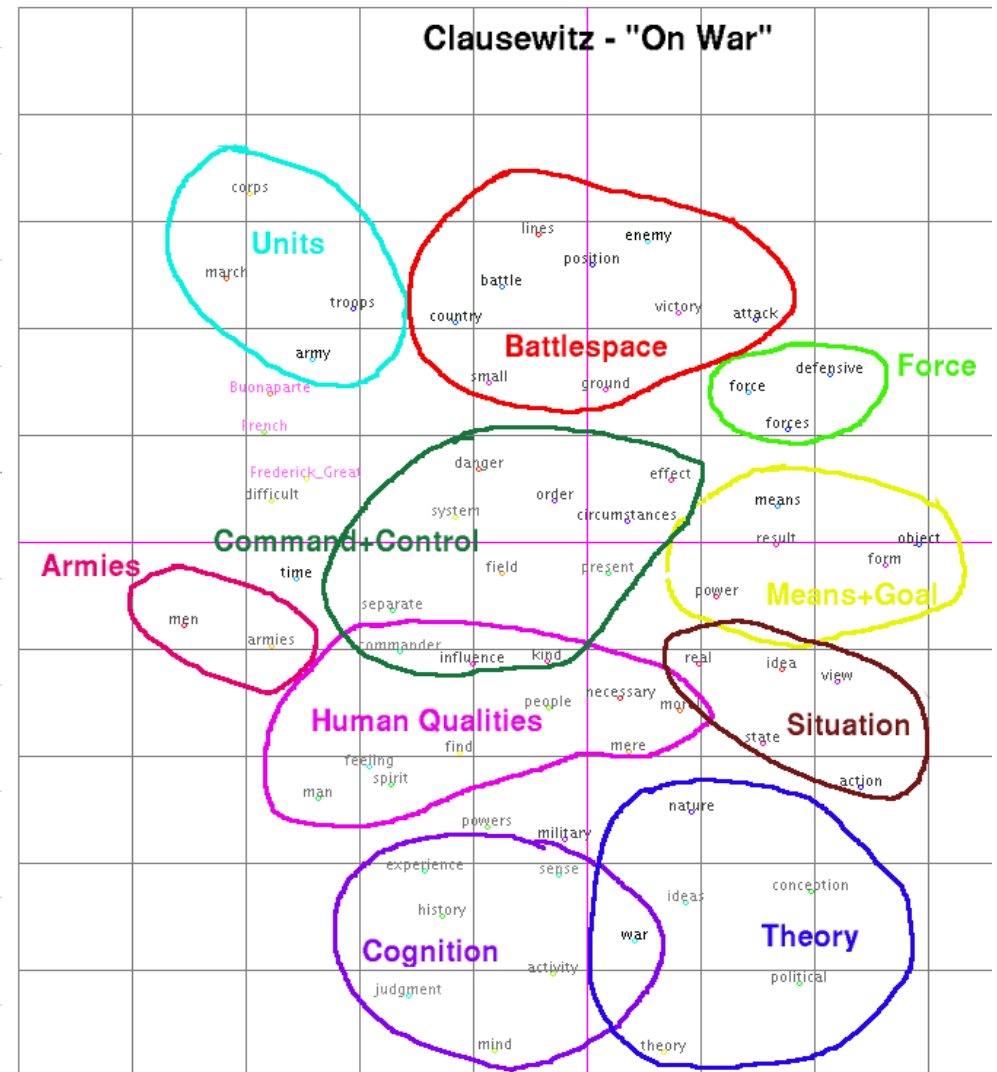 Clausewitz - "On War"
corps
lines
enemy
Units
position
march
battle
troops
country
victory
attack
army
Battlespace
small
ground
defensive
Force
force
Buonaparte
French
forces
danger
Frederick_Great
effect
difficult
order
means
system
circumstances
Command+Control
result
object
form
Armies
time
field
present
power
Means+Goal
separate
men
armies
commander
influence
kind
real
idea
view
people
necessary
moral
Human Qualities
Situation
find
mere
state
feeling
spirit
man
action
nature
powers
military
experience
sense
conception
ideas
history
war
Theory
Cognition
activity
political
judgment
mind
theory